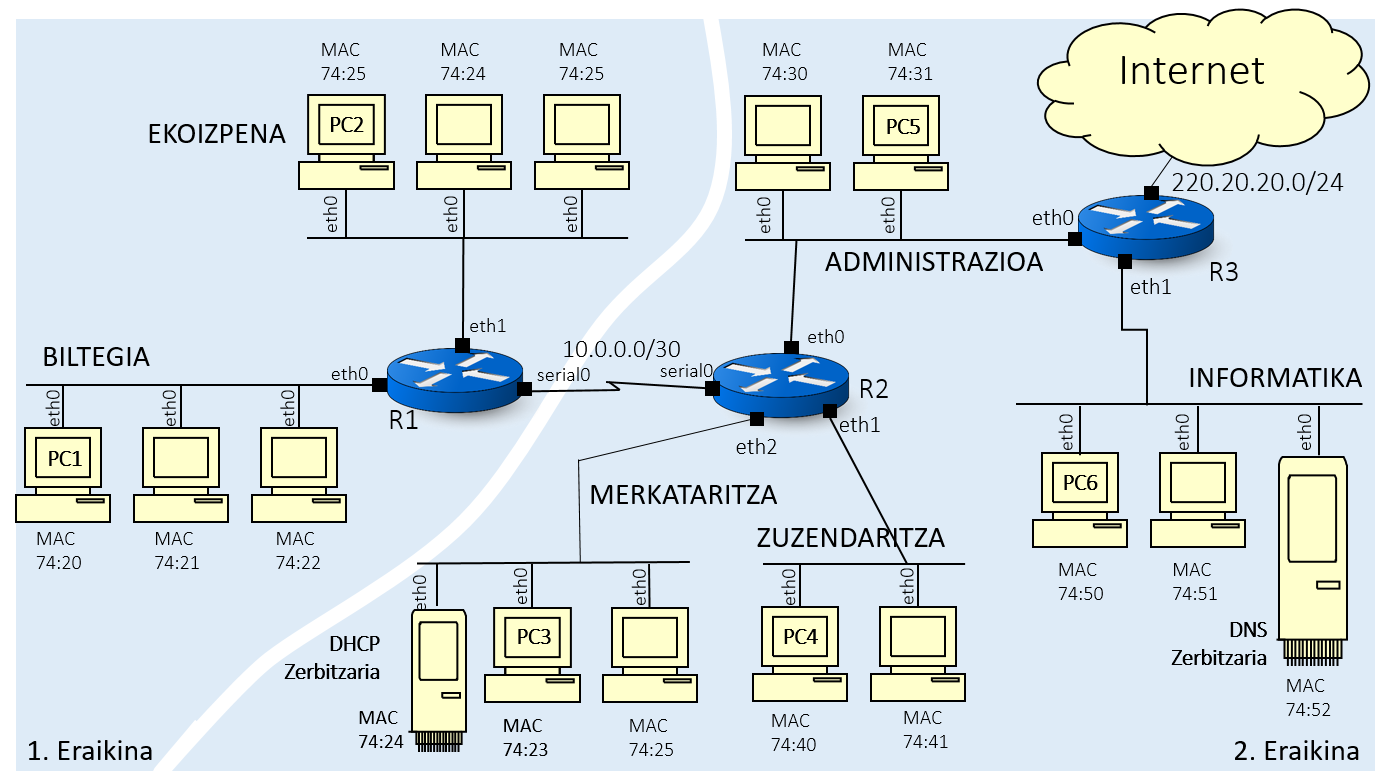 MAC
74:25
MAC
74:24
MAC
74:25
PC2
EKOIZPENA
eth0
eth0
eth0
MAC
74:30
MAC
74:31
PC5
eth0
eth0
ADMINISTRAZIOA
Internet
220.20.20.0/24
eth0
R3
eth1
BILTEGIA
eth1
eth0
serial0
R1
10.0.0.0/30
serial0
eth0
R2
eth1
eth2
eth0
eth0
eth0
PC1
MAC
74:20
MAC
74:21
MAC
74:22
INFORMATIKA
eth0
eth0
eth0
PC6
MAC
74:50
MAC
74:51
DNS
Zerbitzaria
MAC
74:52
MERKATARITZA
eth0
eth0
eth0
DHCP
Zerbitzaria
PC3
MAC
74:24
MAC
74:23
MAC
74:25
ZUZENDARITZA
eth0
eth0
PC4
MAC
74:40
MAC
74:41
1. Eraikina
2. Eraikina